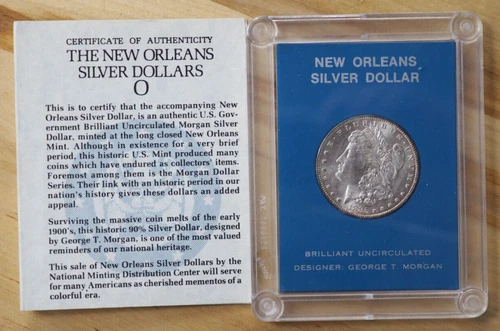 CERTIFICATE OF AUTHENTICITY
THE NEW ORLEANS
SILVER DOLLARS
O
This is to certify that the accompanying New
Orleans Silver Dollar, is an authentic U.S. Gov-
ernment Brilliant Uncirculated Morgan Silver
Dollar, minted at the long closed New Orleans
Mint. Although in existence for a very brief
period, this historic U.S. Mint produced many
coins which have endured as collectors' items.
Foremost among them is the Morgan Dollar
Series. Their link with an historic period in our
nation's history gives these dollars an added
appeal.
Surviving the massive coin melts of the early
1900's, this historic 90% Silver Dollar, designed
by George T. Morgan, is one of the most valued
reminders of our national heritage.
This sale of New Orleans Silver Dollars by the
National Minting Distribution Center will serve
for many Americans as cherished mementos of a
colorful era.
NEW ORLEANS
SILVER DOLLAR
BRILLIANT UNCIRCULATED
DESIGNER: GEORGE T. MORGAN